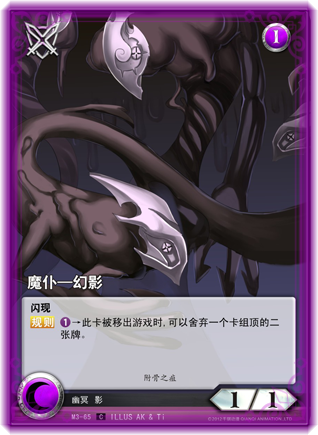 I
魔仆—幻影
闪现
规则 1→此卡被移出游戏时,可以舍弃一个卡组顶的二
张牌。
附骨之疽
1 / 1
幽冥 影
M3-65 C ILLUS AK & Ti